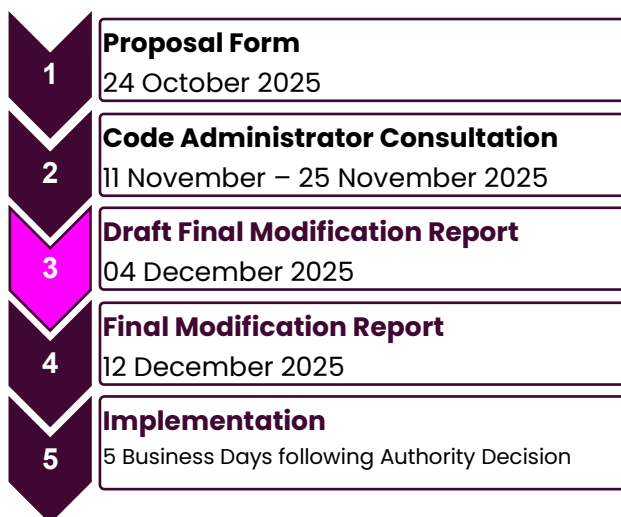 1
Proposal Form
24 October 2025
2
Code Administrator Consultation
11 November – 25 November 2025
3
Draft Final Modification Report
04 December 2025
4
Final Modification Report
12 December 2025
5
Implementation
5 Business Days following Authority Decision